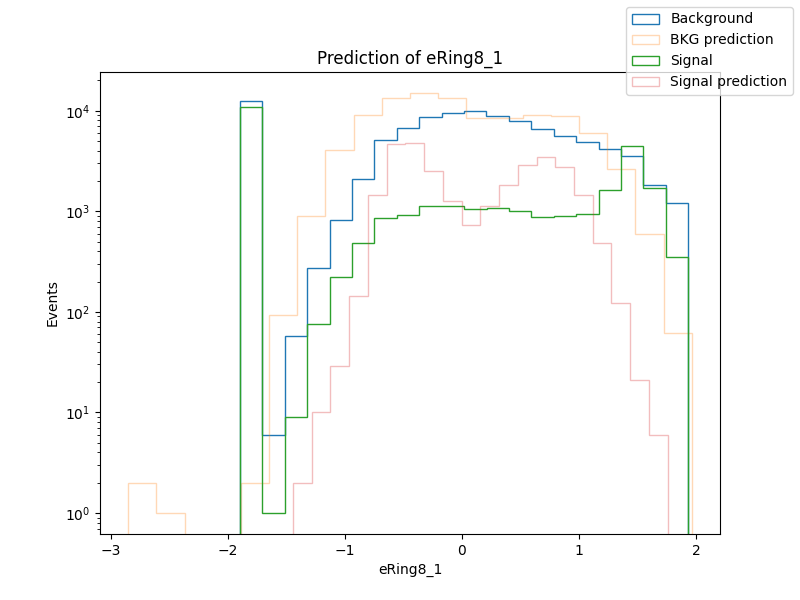 Prediction of eRing8_1
Background
BKG prediction
Signal
Signal prediction
Events
10⁴
10³
10²
10¹
10⁰
−3
−2
−1
0
1
2
eRing8_1